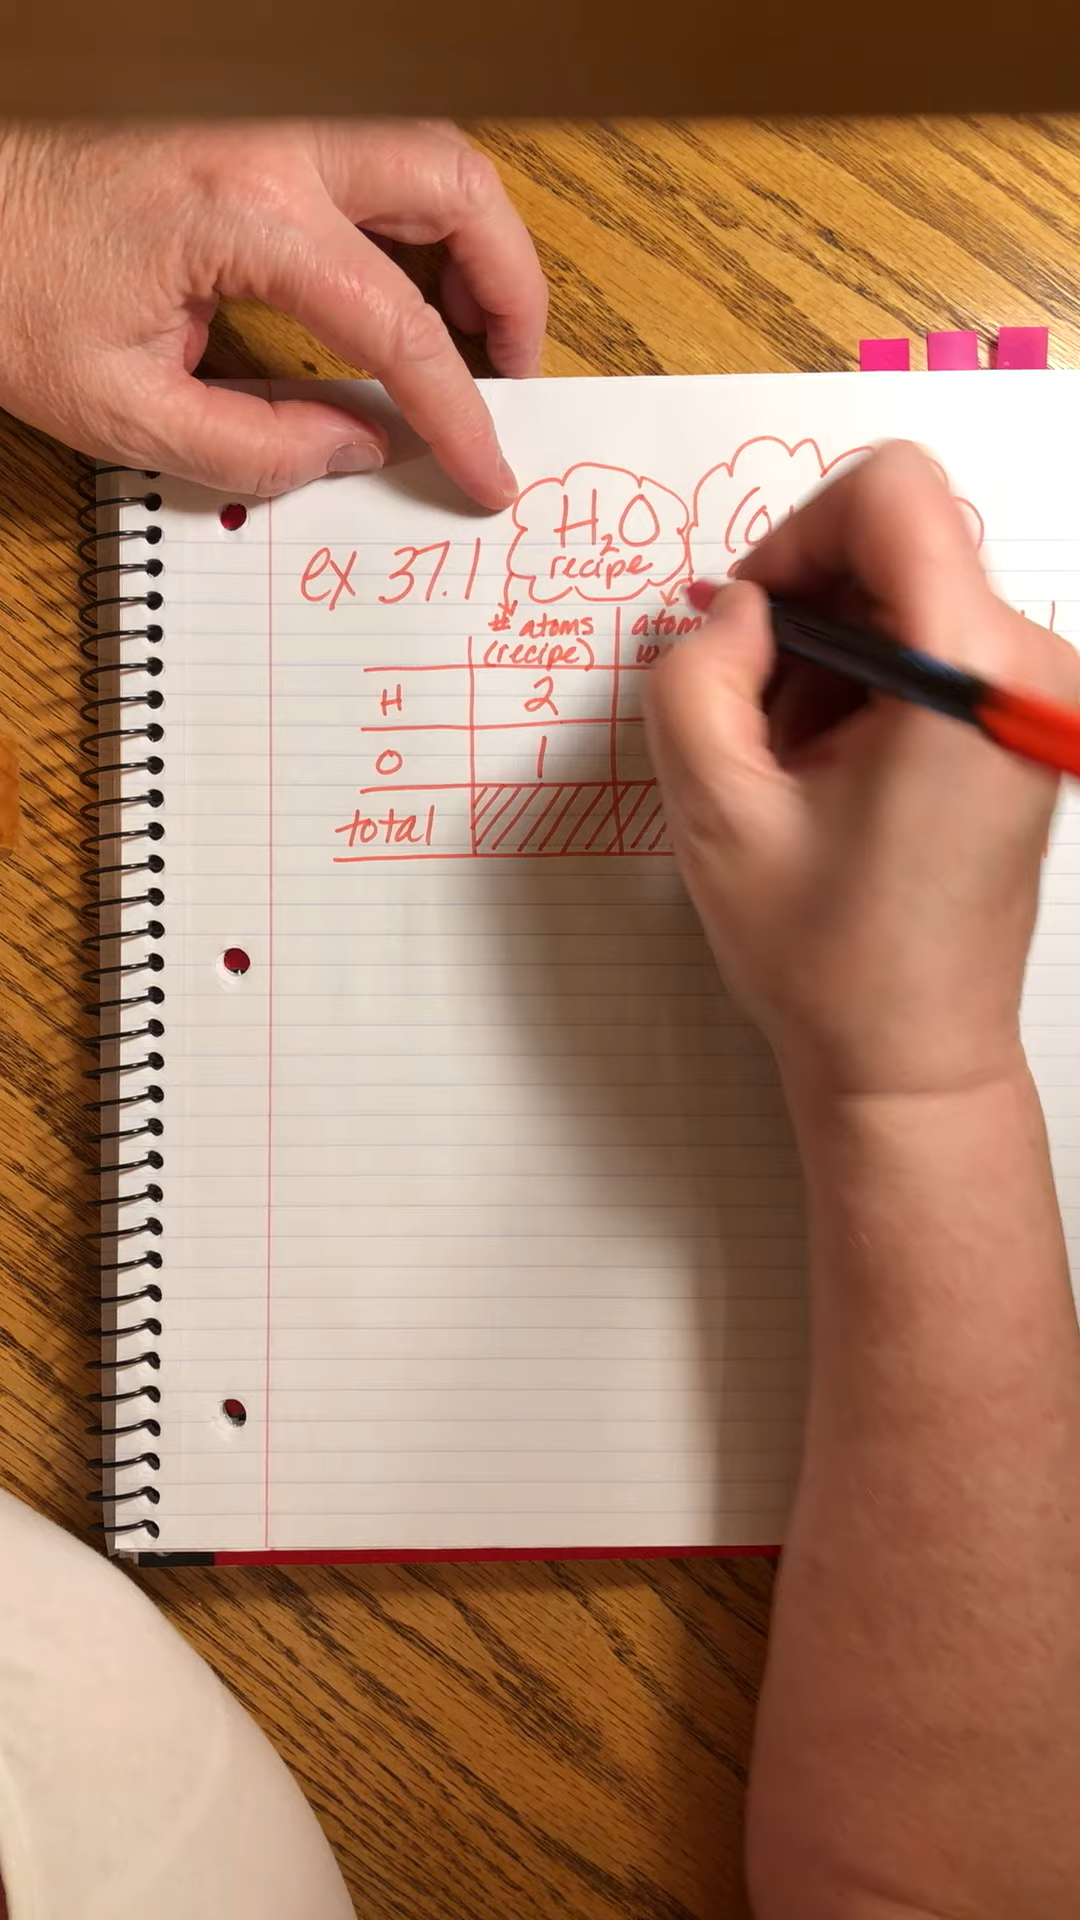 H₂O
recipe
ex 37.1
# atoms
(recipe)
H 2
O 1
total